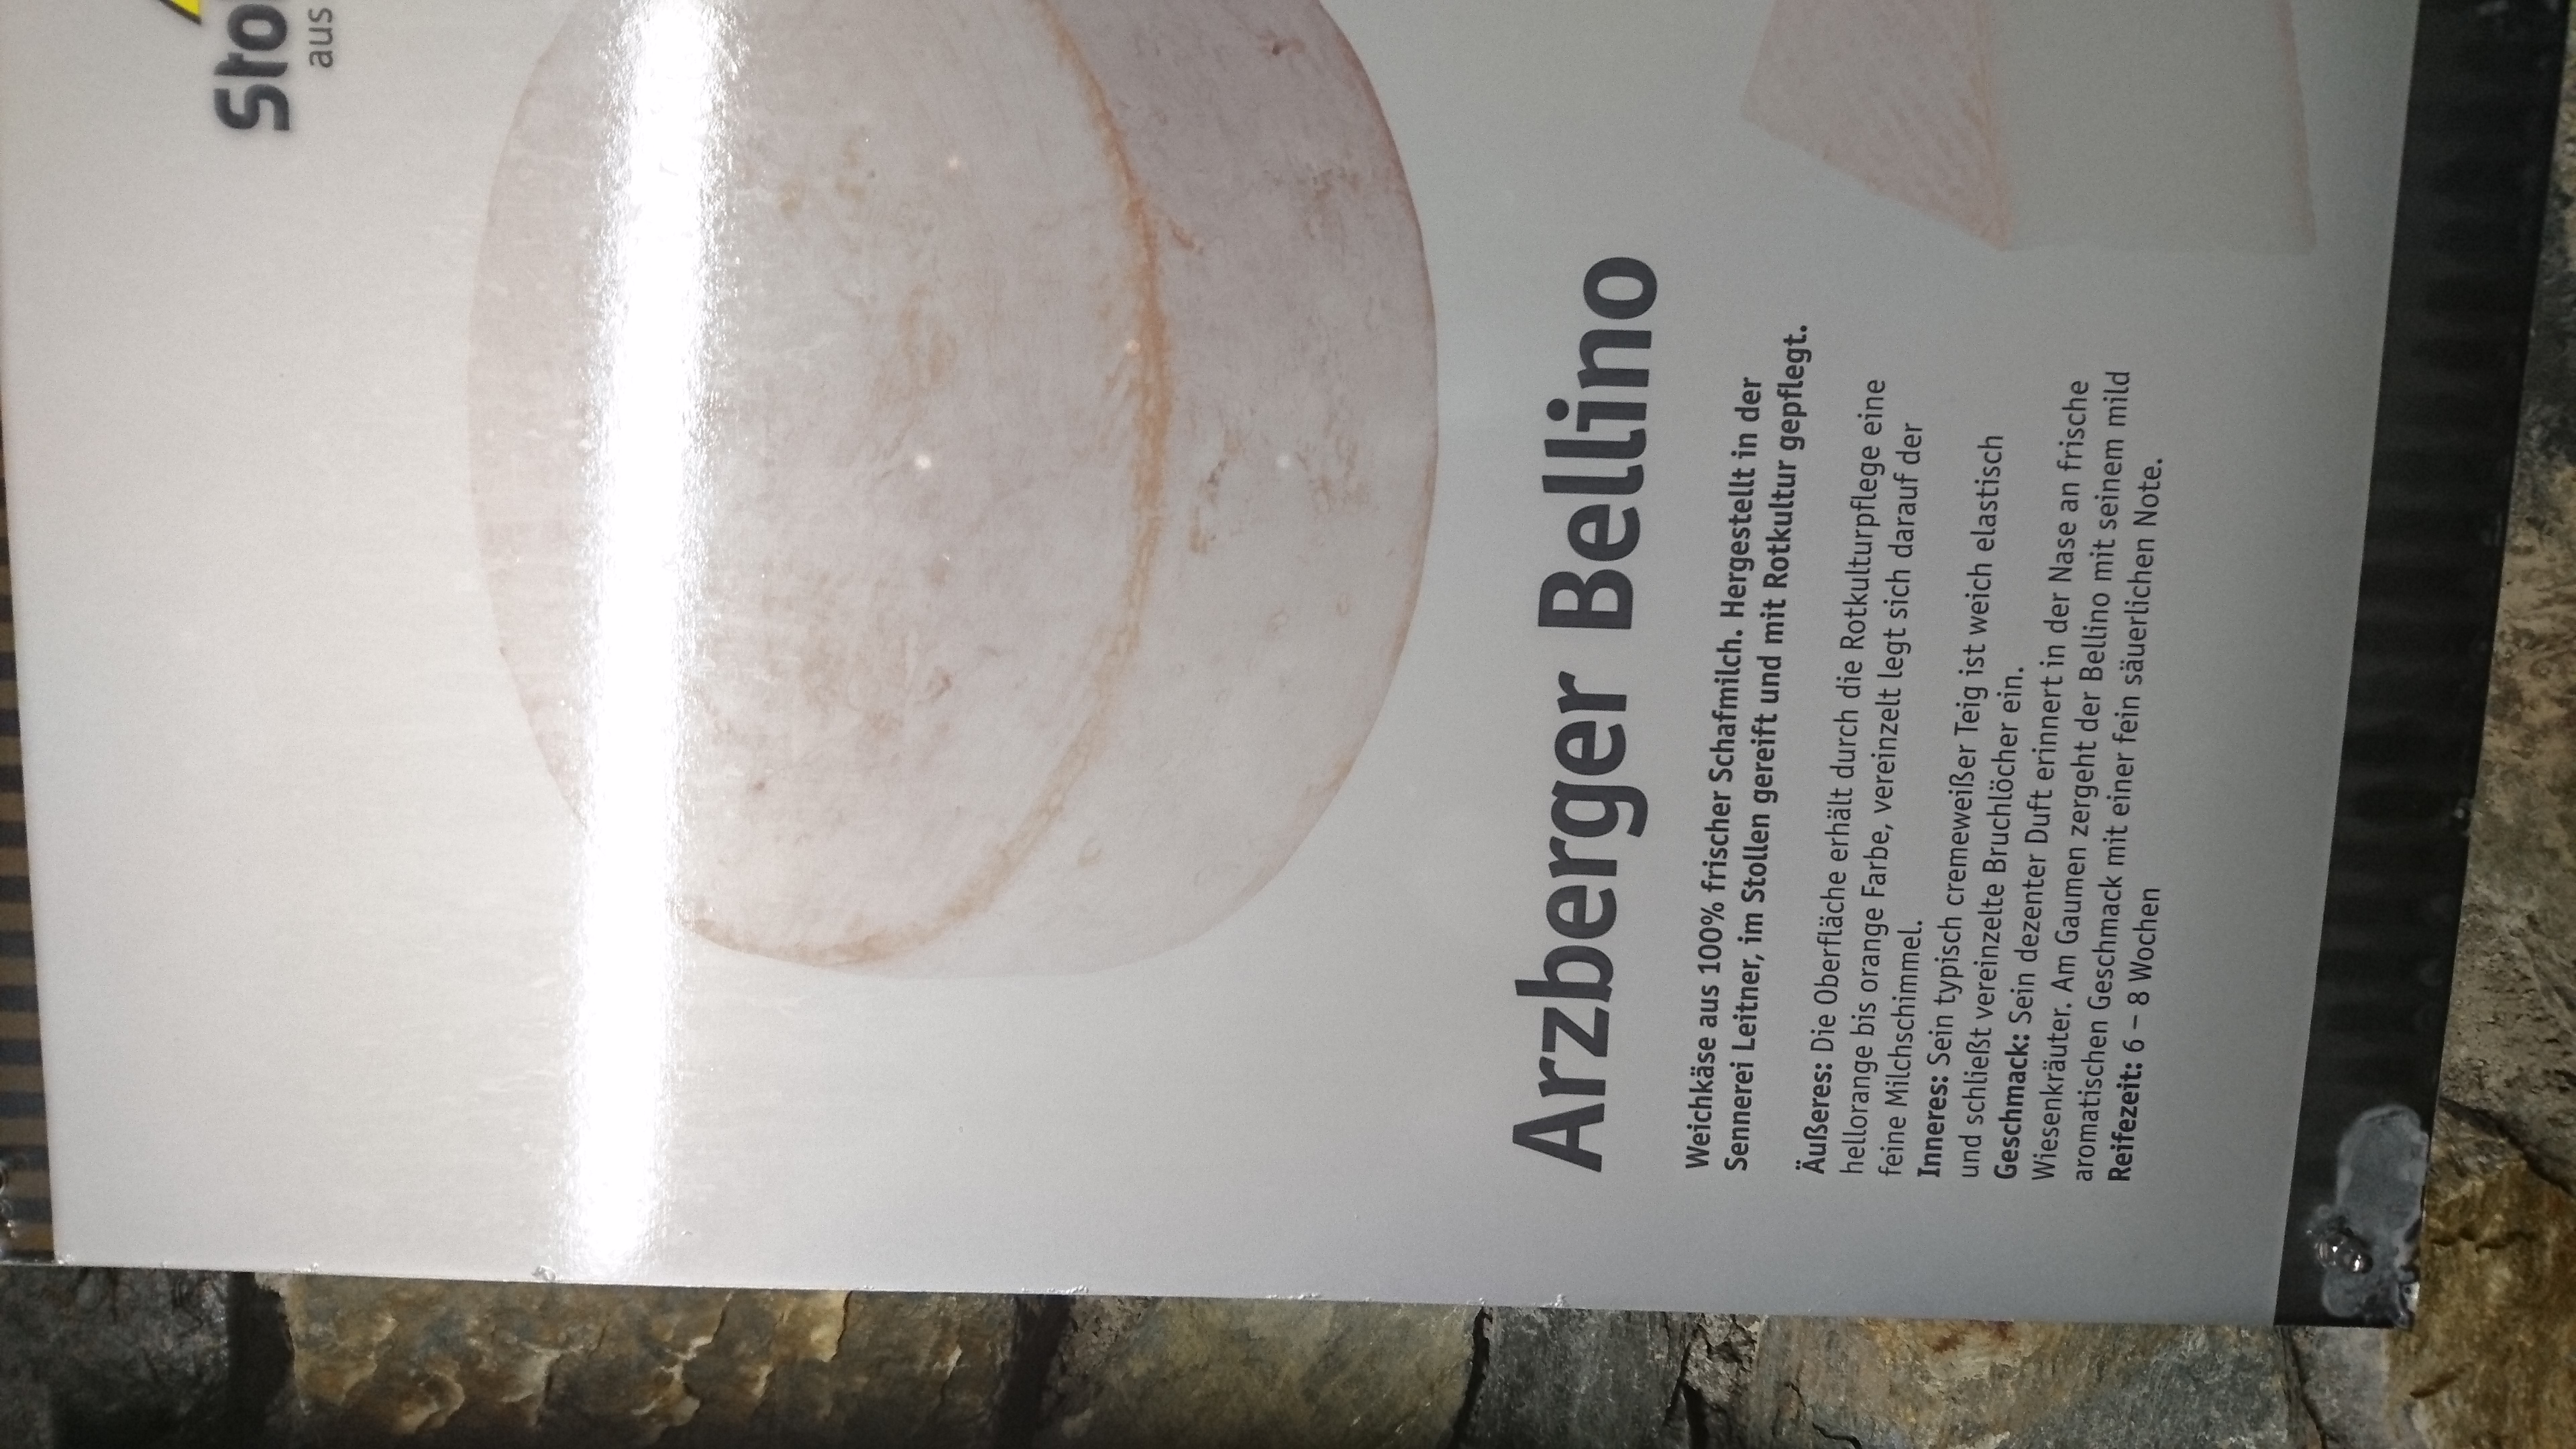 aus
Arzberger Bellino
Weichkäse aus 100% frischer Schafmilch. Hergestellt in der
Sennerei Leitner, im Stollen gereift und mit Rotkultur gepflegt.
Äußeres: Die Oberfläche erhält durch die Rotkulturpflege eine
hellorange bis orange Farbe, vereinzelt legt sich darauf der
feine Milchschimmel.
Inneres: Sein typisch cremeweißer Teig ist weich elastisch
und schließt vereinzelte Bruchlöcher ein.
Geschmack: Sein dezenter Duft erinnert in der Nase an frische
Wiesenkräuter. Am Gaumen zergeht der Bellino mit seinem mild
aromatischen Geschmack mit einer fein säuerlichen Note.
Reifezeit: 6 – 8 Wochen